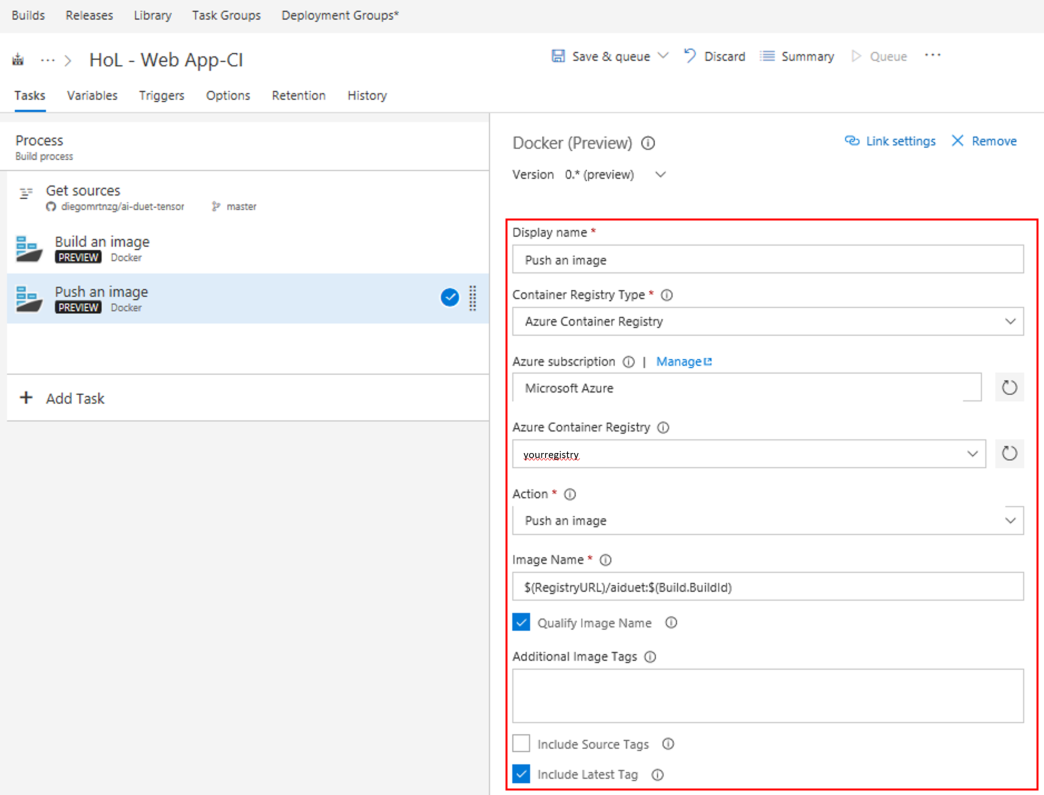 Builds Releases Library Task Groups Deployment Groups*
··· > HoL - Web App-CI
Save & queue Discard Summary Queue ···
Tasks Variables Triggers Options Retention History
Process
Build process
Get sources
diegomrtnzg/ai-duet-tensor master
Build an image
PREVIEW Docker
Push an image
PREVIEW Docker
+ Add Task
Docker (Preview) Link settings Remove
Version 0.* (preview)
Display name *
Push an image
Container Registry Type *
Azure Container Registry
Azure subscription | Manage
Microsoft Azure
Azure Container Registry
yourregistry
Action *
Push an image
Image Name *
$(RegistryURL)/aiduet:$(Build.BuildId)
Qualify Image Name
Additional Image Tags
Include Source Tags
Include Latest Tag